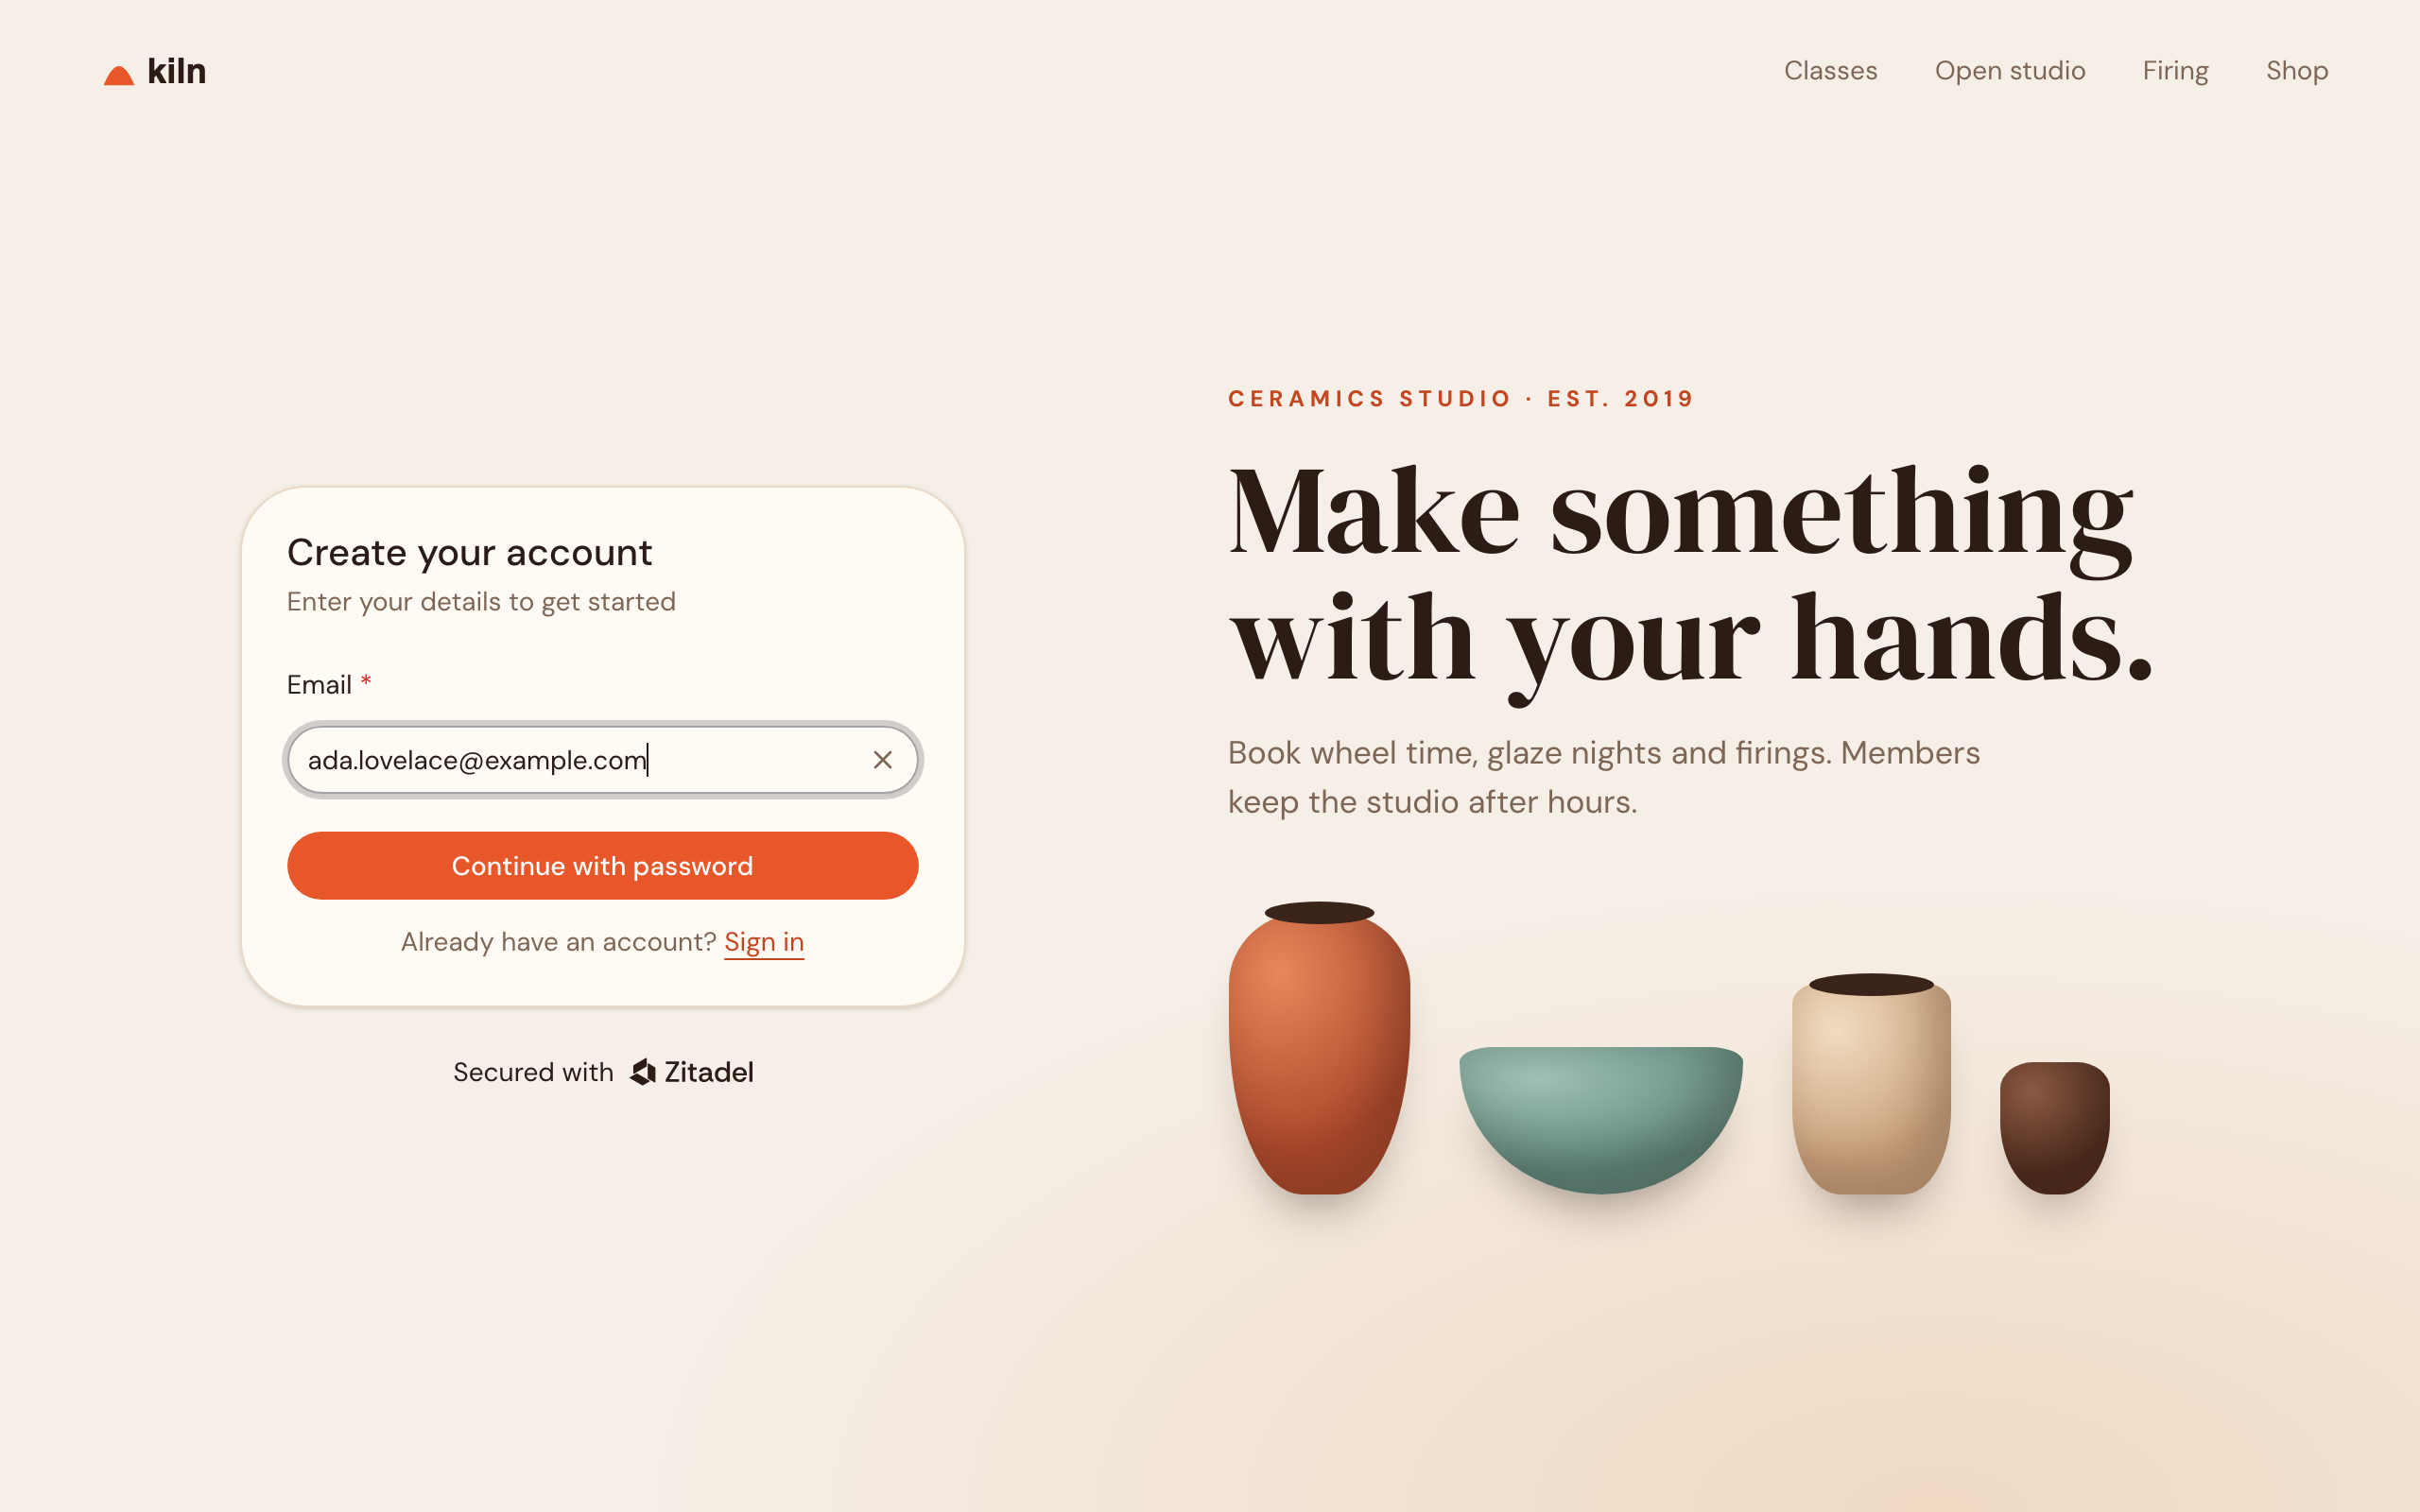 kiln
Classes
Open studio
Firing
Shop
Create your account
Enter your details to get started
Email *
ada.lovelace@example.com
Continue with password
Already have an account? Sign in
Secured with Zitadel
CERAMICS STUDIO · EST. 2019
Make something
with your hands.
Book wheel time, glaze nights and firings. Members
keep the studio after hours.